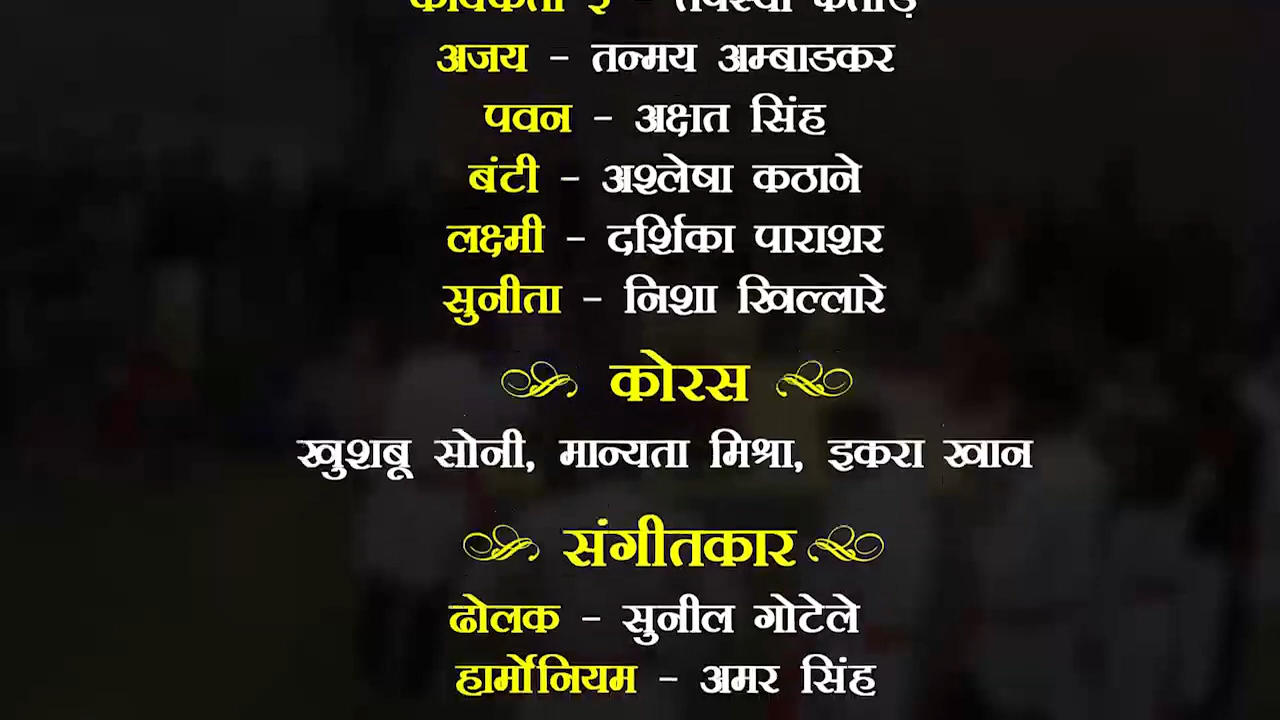 अजय - तन्मय अम्बाडकर
पवन - अक्षत सिंह
बंटी - अश्लेषा कठाने
लक्ष्मी - दर्शिका पाराशर
सुनीता - निशा खिल्लारे
कोरस
खुशबू सोनी, मान्यता मिश्रा, इकरा खान
संगीतकार
ढोलक - सुनील गोटेले
हार्मोनियम - अमर सिंह